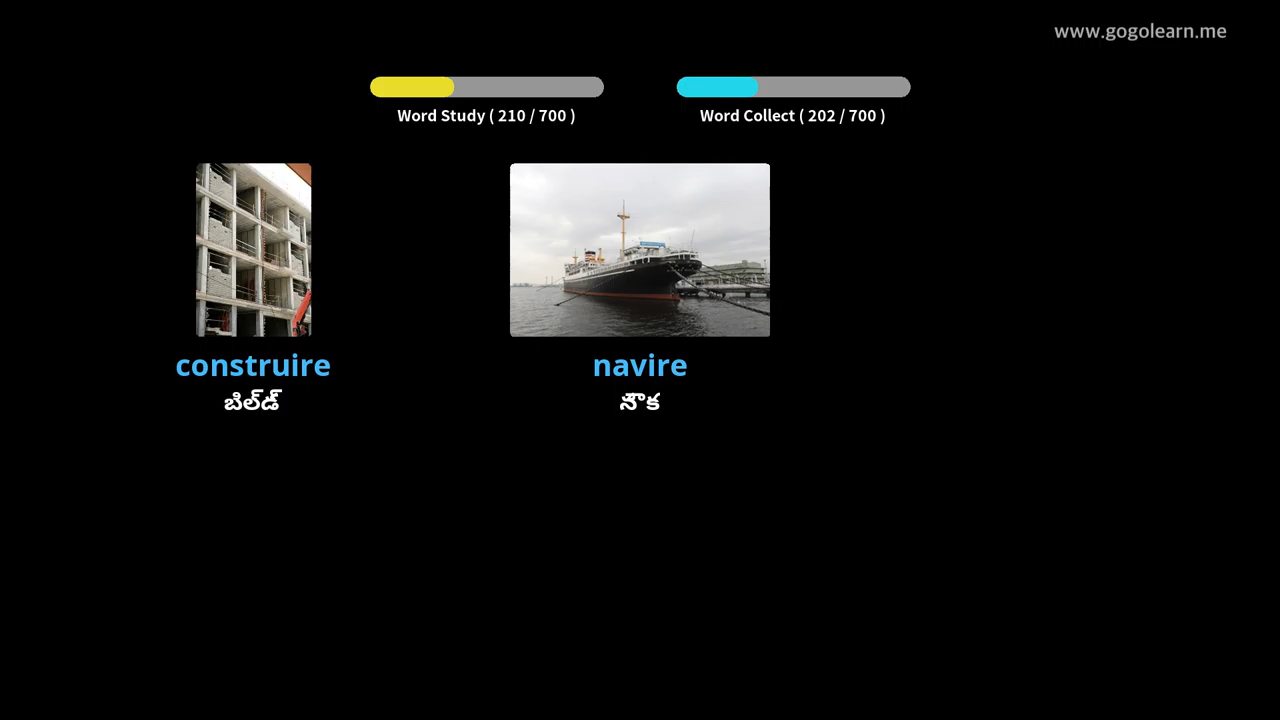 www.gogolearn.me
Word Study ( 210 / 700 )
Word Collect ( 202 / 700 )
construire
navire
బిల్డ్
నౌక